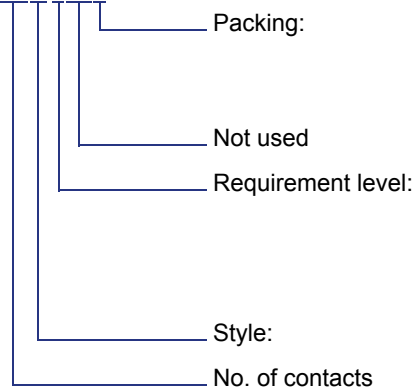 Packing:
Not used
Requirement level:
Style:
No. of contacts